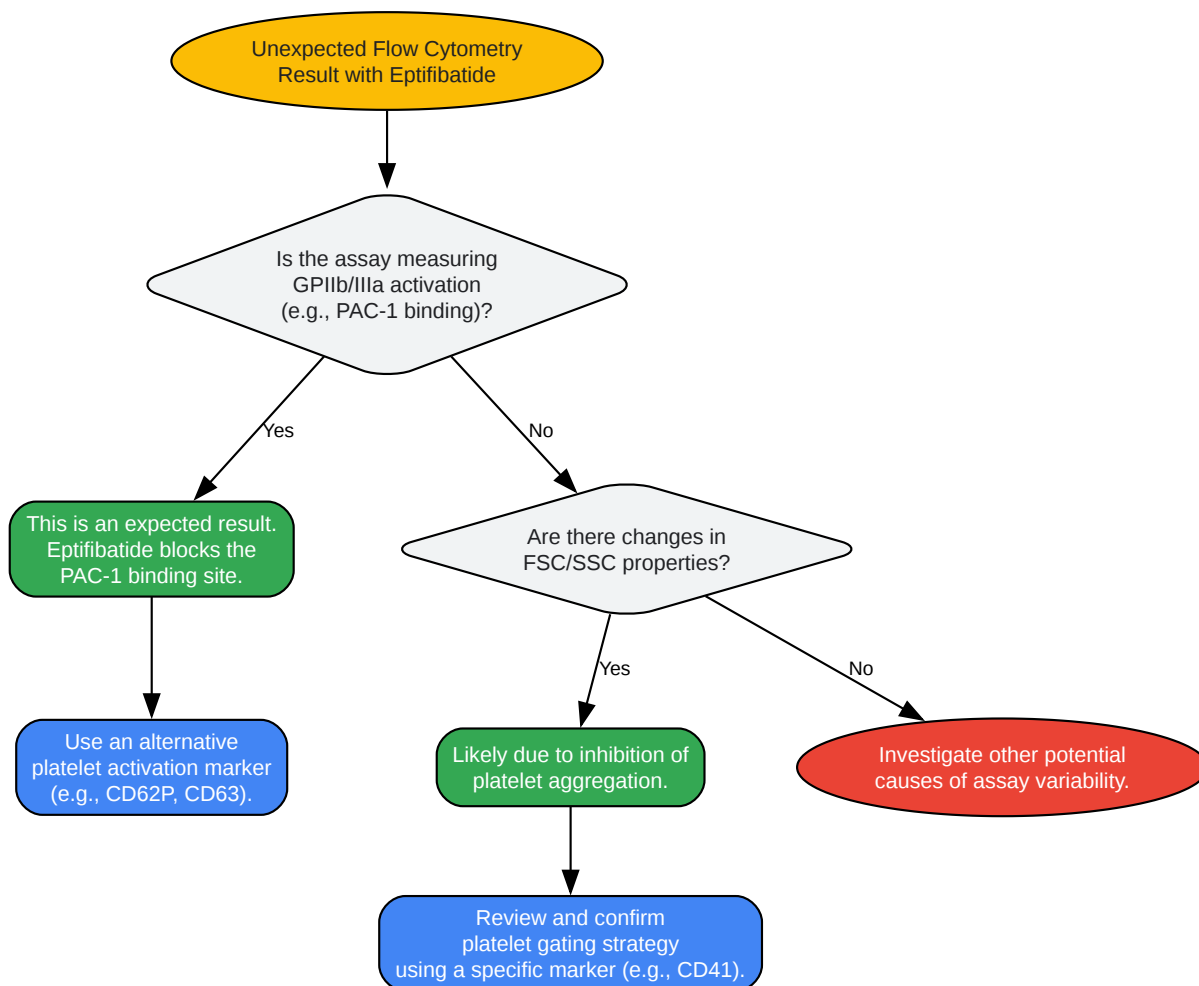 Unexpected Flow Cytometry
Result with Eptifibatide
Is the assay measuring
GPIIb/IIIa activation
(e.g., PAC-1 binding)?
Yes
No
This is an expected result.
Eptifibatide blocks the
PAC-1 binding site.
Are there changes in
FSC/SSC properties?
Yes
No
Use an alternative
platelet activation marker
(e.g., CD62P, CD63).
Likely due to inhibition of
platelet aggregation.
Investigate other potential
causes of assay variability.
Review and confirm
platelet gating strategy
using a specific marker (e.g., CD41).